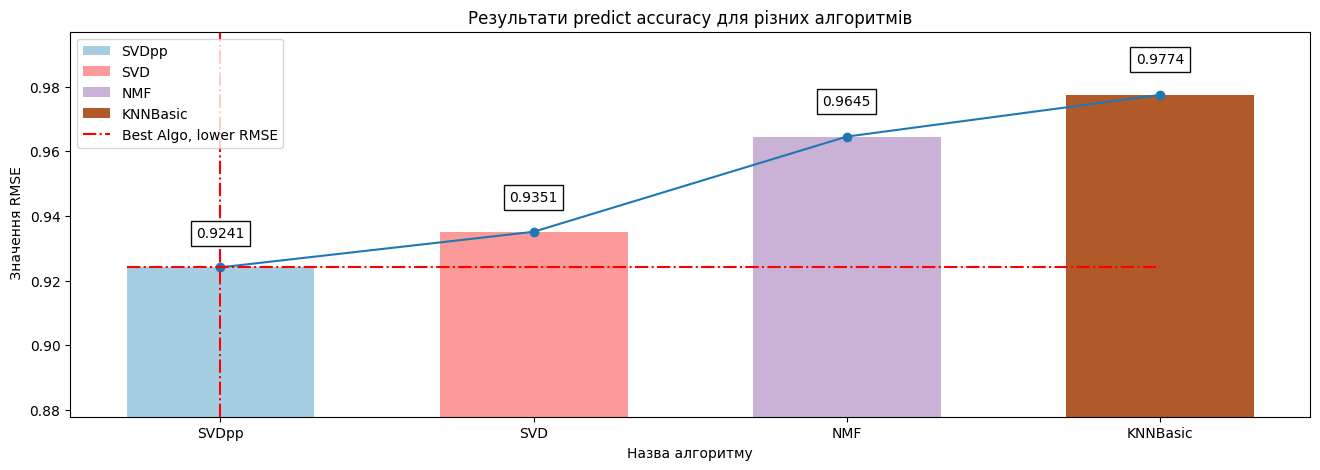 Результати predict accuracy для різних алгоритмів
SVDpp
SVD
NMF
KNNBasic
Best Algo, lower RMSE
Значення RMSE
0.98
0.96
0.94
0.92
0.90
0.88
0.9241
0.9351
0.9645
0.9774
SVDpp
SVD
NMF
KNNBasic
Назва алгоритму